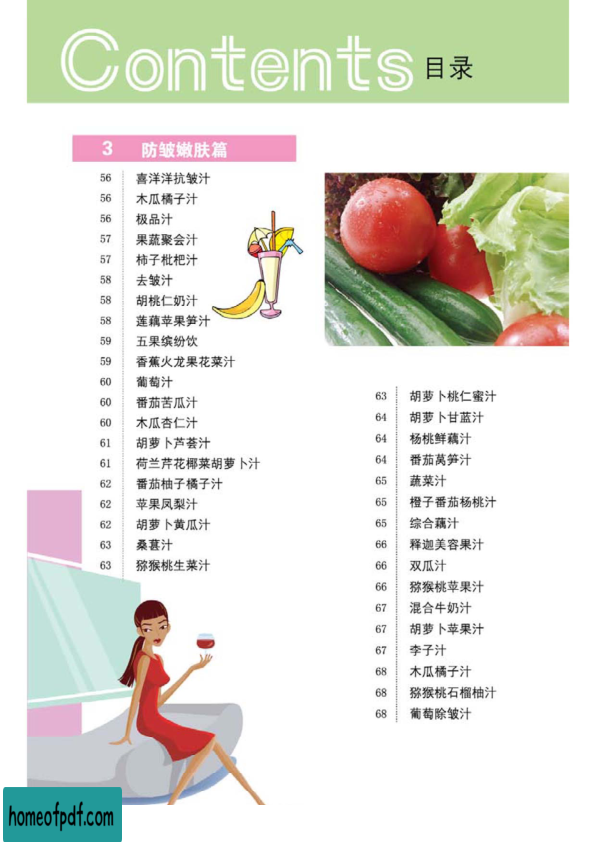 Contents 目录
3 防皱嫩肤篇
56 喜洋洋抗皱汁
56 木瓜橘子汁
56 极品汁
57 果蔬聚会汁
57 柿子枇杷汁
58 去皱汁
58 胡桃仁奶汁
58 莲藕苹果笋汁
59 五果缤纷饮
59 香蕉火龙果花菜汁
60 葡萄汁
60 番茄苦瓜汁
60 木瓜杏仁汁
61 胡萝卜芦荟汁
61 荷兰芹花椰菜胡萝卜汁
62 番茄柚子橘子汁
62 苹果凤梨汁
62 胡萝卜黄瓜汁
63 桑葚汁
63 猕猴桃生菜汁
63 胡萝卜桃仁蜜汁
64 胡萝卜甘蓝汁
64 杨桃鲜藕汁
64 番茄莴笋汁
65 蔬菜汁
65 橙子番茄杨桃汁
65 综合藕汁
66 释迦美容果汁
66 双瓜汁
66 猕猴桃苹果汁
67 混合牛奶汁
67 胡萝卜苹果汁
67 李子汁
68 木瓜橘子汁
68 猕猴桃石榴柚汁
68 葡萄除皱汁
homeofpdf.com